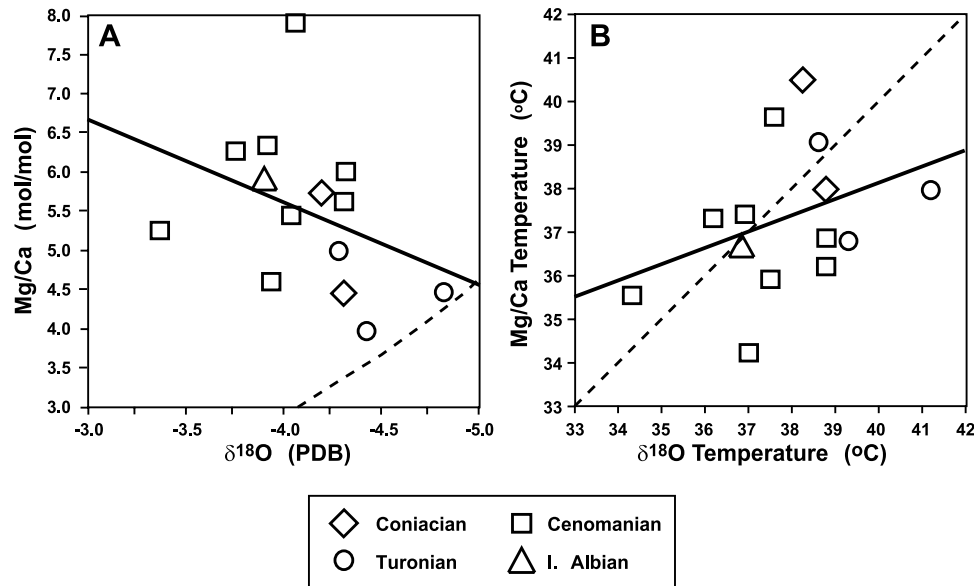 A
8.0
7.5
7.0
6.5
6.0
5.5
5.0
4.5
4.0
3.5
3.0
Mg/Ca (mol/mol)
-3.0 -3.5 -4.0 -4.5 -5.0
δ18O (PDB)
B
42
41
40
39
38
37
36
35
34
33
Mg/Ca Temperature (oC)
33 34 35 36 37 38 39 40 41 42
δ18O Temperature (oC)
Coniacian Cenomanian
Turonian I. Albian